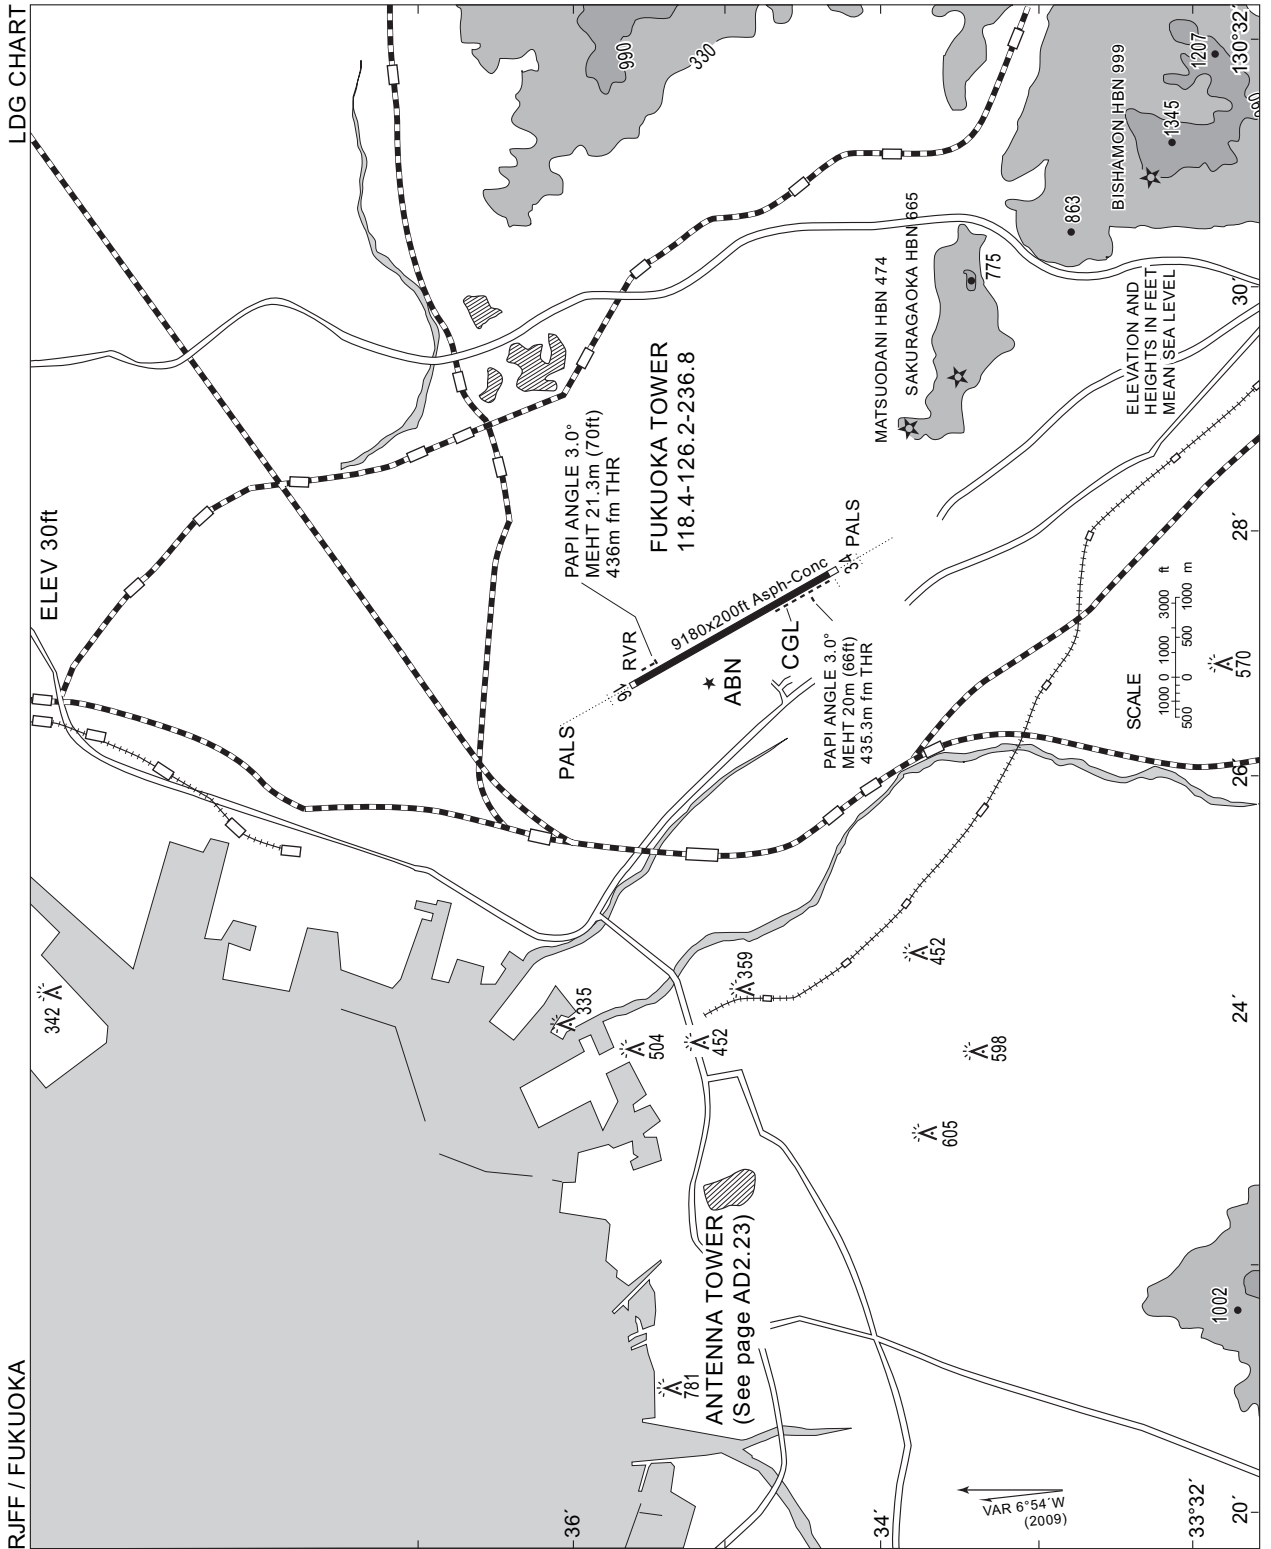 RJFF / FUKUOKA
LDG CHART
ELEV 30ft
342
335
504
452
359
452
598
605
781
ANTENNA TOWER
(See page AD2.23)
PALS
16
RVR
9180x200ft Asph-Conc
34
PALS
ABN
CGL
PAPI ANGLE 3.0°
MEHT 21.3m (70ft)
436m fm THR
PAPI ANGLE 3.0°
MEHT 20m (66ft)
435.3m fm THR
FUKUOKA TOWER
118.4-126.2-236.8
990
330
MATSUODANI HBN 474
SAKURAGAOKA HBN 665
775
863
BISHAMON HBN 999
1345
1207
ELEVATION AND
HEIGHTS IN FEET
MEAN SEA LEVEL
SCALE
1000 0 1000 3000 ft
500 0 500 1000 m
570
1002
VAR 6°54´W
(2009)
36´
34´
33°32´
20´
24´
26´
28´
30´
130°32´